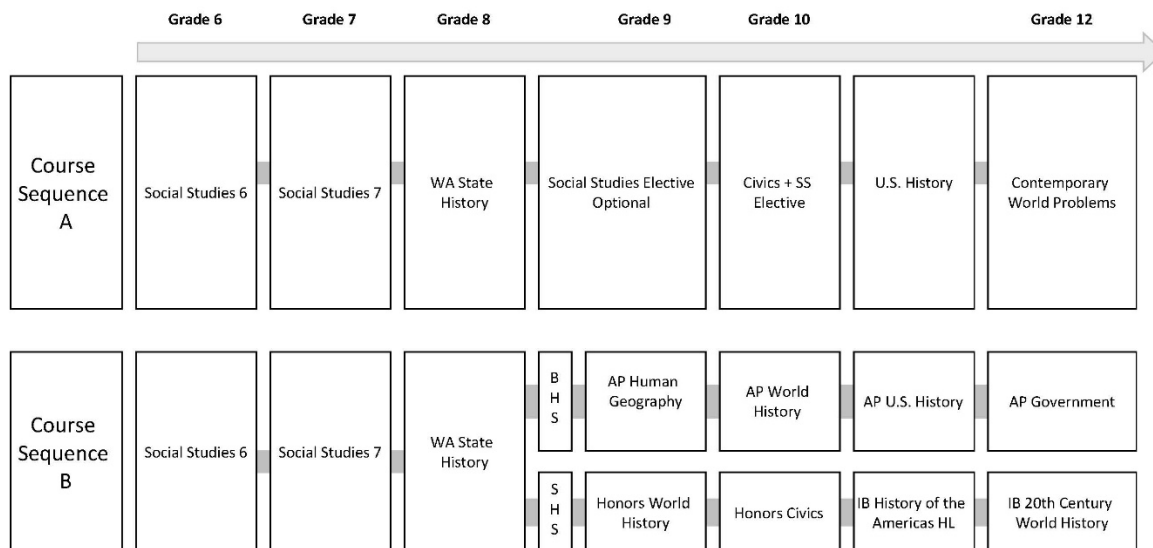 Grade 6
Grade 7
Grade 8
Grade 9
Grade 10
Grade 12
Course
Sequence
A
Social Studies 6
Social Studies 7
WA State
History
Social Studies Elective
Optional
Civics + SS
Elective
U.S. History
Contemporary
World Problems
Course
Sequence
B
Social Studies 6
Social Studies 7
WA State
History
B
H
S
AP Human
Geography
AP World
History
AP U.S. History
AP Government
S
H
S
Honors World
History
Honors Civics
IB History of the
Americas HL
IB 20th Century
World History